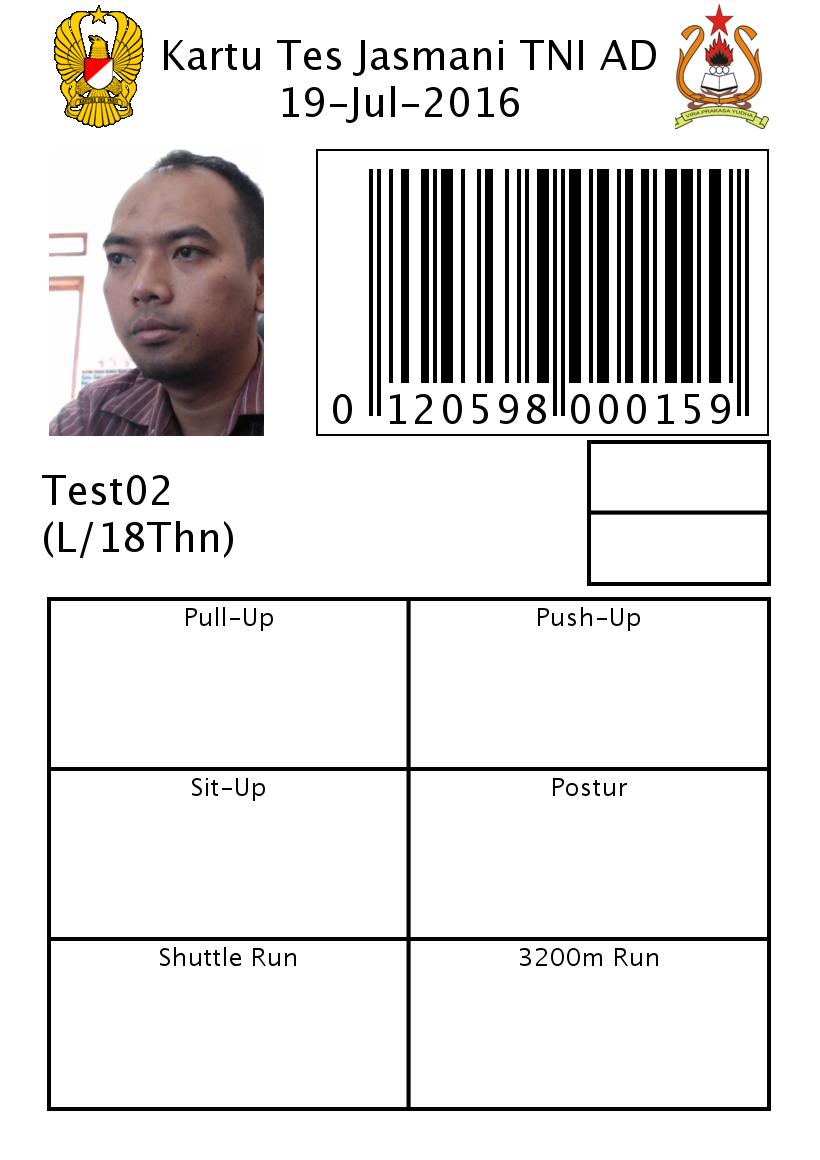 Kartu Tes Jasmani TNI AD
19-Jul-2016
VIRA PRAKASA YUDHA
0 120598 000159
Test02
(L/18Thn)
Pull-Up
Push-Up
Sit-Up
Postur
Shuttle Run
3200m Run